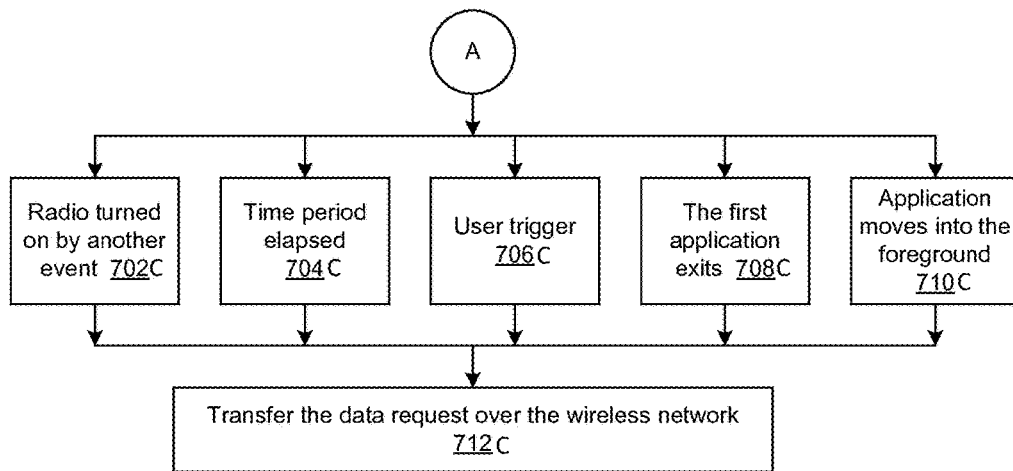 A
Radio turned
on by another
event 702C
Time period
elapsed
704C
User trigger
706C
The first
application
exits 708C
Application
moves into the
foreground
710C
Transfer the data request over the wireless network
712C